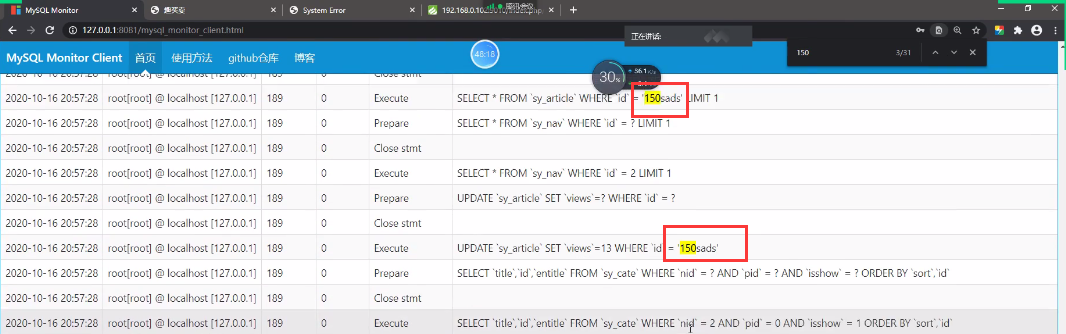 MySQL Monitor
System Error
127.0.0.1:8081/mysql_monitor_client.html
150
3/31
正在讲话:
MySQL Monitor Client 首页 使用方法 github仓库 博客
48:18
30%
2020-10-16 20:57:28 root[root] @ localhost [127.0.0.1] 189 0 Close stmt
2020-10-16 20:57:28 root[root] @ localhost [127.0.0.1] 189 0 Execute SELECT * FROM `sy_article` WHERE `id` = '150sads' LIMIT 1
2020-10-16 20:57:28 root[root] @ localhost [127.0.0.1] 189 0 Prepare SELECT * FROM `sy_nav` WHERE `id` = ? LIMIT 1
2020-10-16 20:57:28 root[root] @ localhost [127.0.0.1] 189 0 Close stmt
2020-10-16 20:57:28 root[root] @ localhost [127.0.0.1] 189 0 Execute SELECT * FROM `sy_nav` WHERE `id` = 2 LIMIT 1
2020-10-16 20:57:28 root[root] @ localhost [127.0.0.1] 189 0 Prepare UPDATE `sy_article` SET `views`=? WHERE `id` = ?
2020-10-16 20:57:28 root[root] @ localhost [127.0.0.1] 189 0 Close stmt
2020-10-16 20:57:28 root[root] @ localhost [127.0.0.1] 189 0 Execute UPDATE `sy_article` SET `views`=13 WHERE `id` = '150sads'
2020-10-16 20:57:28 root[root] @ localhost [127.0.0.1] 189 0 Prepare SELECT `title`,`id`,`entitle` FROM `sy_cate` WHERE `nid` = ? AND `pid` = ? AND `isshow` = ? ORDER BY `sort`,`id`
2020-10-16 20:57:28 root[root] @ localhost [127.0.0.1] 189 0 Close stmt
2020-10-16 20:57:28 root[root] @ localhost [127.0.0.1] 189 0 Execute SELECT `title`,`id`,`entitle` FROM `sy_cate` WHERE `nid` = 2 AND `pid` = 0 AND `isshow` = 1 ORDER BY `sort`,`id`